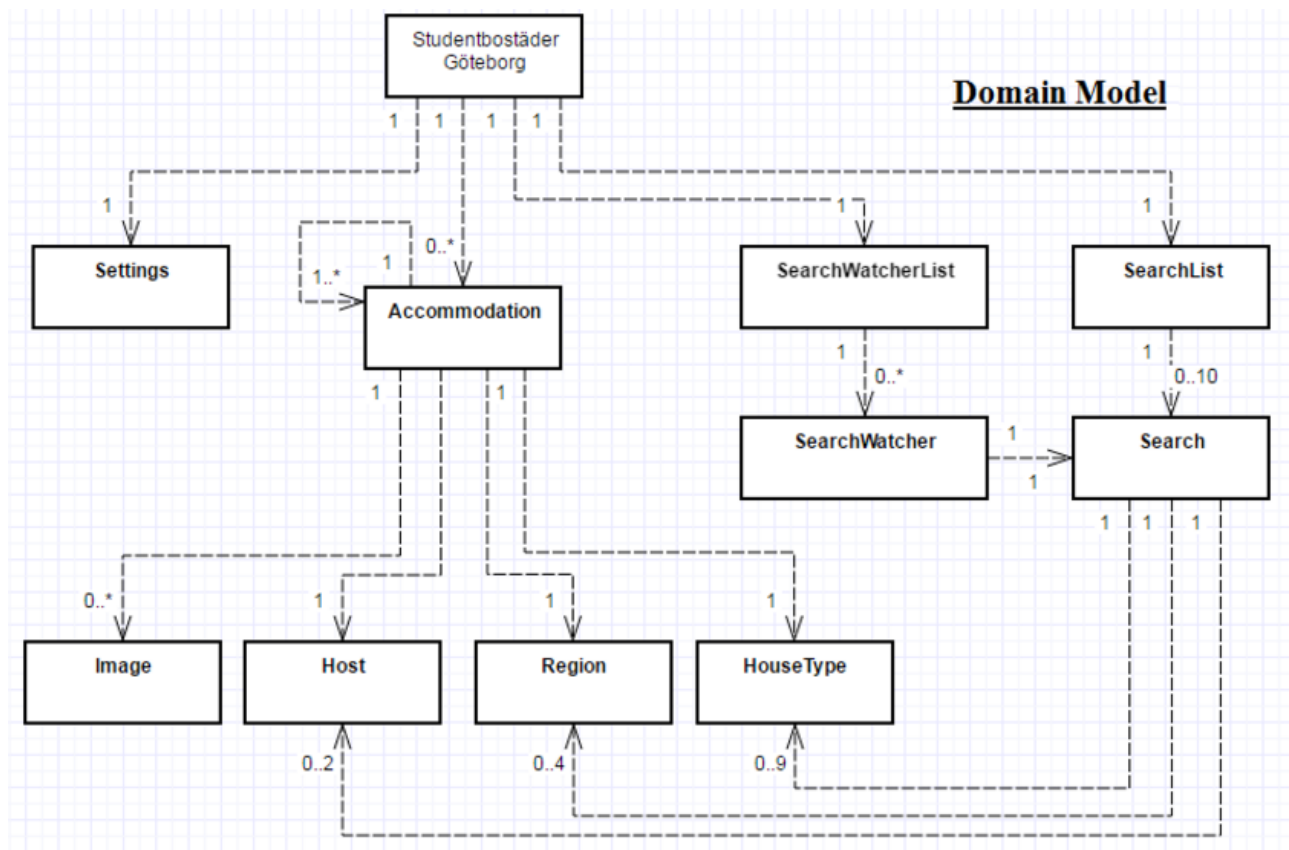 Studentbostäder
Göteborg
Domain Model
1
1
1
1
1
1
1
0..*
1
1..*
Settings
SearchWatcherList
SearchList
Accommodation
1
1
0..*
0..10
1
1
SearchWatcher
Search
1
1
1
1
1
1
0..*
1
1
1
Image
Host
Region
HouseType
0..2
0..4
0..9